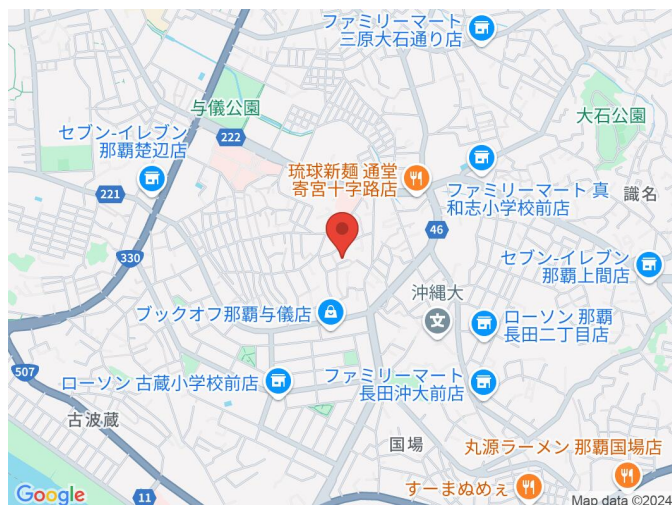 ファミリーマート
三原大石通り店
与儀公園
大石公園
セブン-イレブン
那覇楚辺店
222
琉球新麺 通堂
寄宮十字路店
ファミリーマート 真
和志小学校前店
識名
221
46
330
セブン-イレブン
那覇上間店
沖縄大
ブックオフ那覇与儀店
ローソン 那覇
長田二丁目店
507
ローソン 古蔵小学校前店
ファミリーマート
長田沖大前店
古波蔵
国場
丸源ラーメン 那覇国場店
すーまぬめぇ
11
Google
Map data ©2024